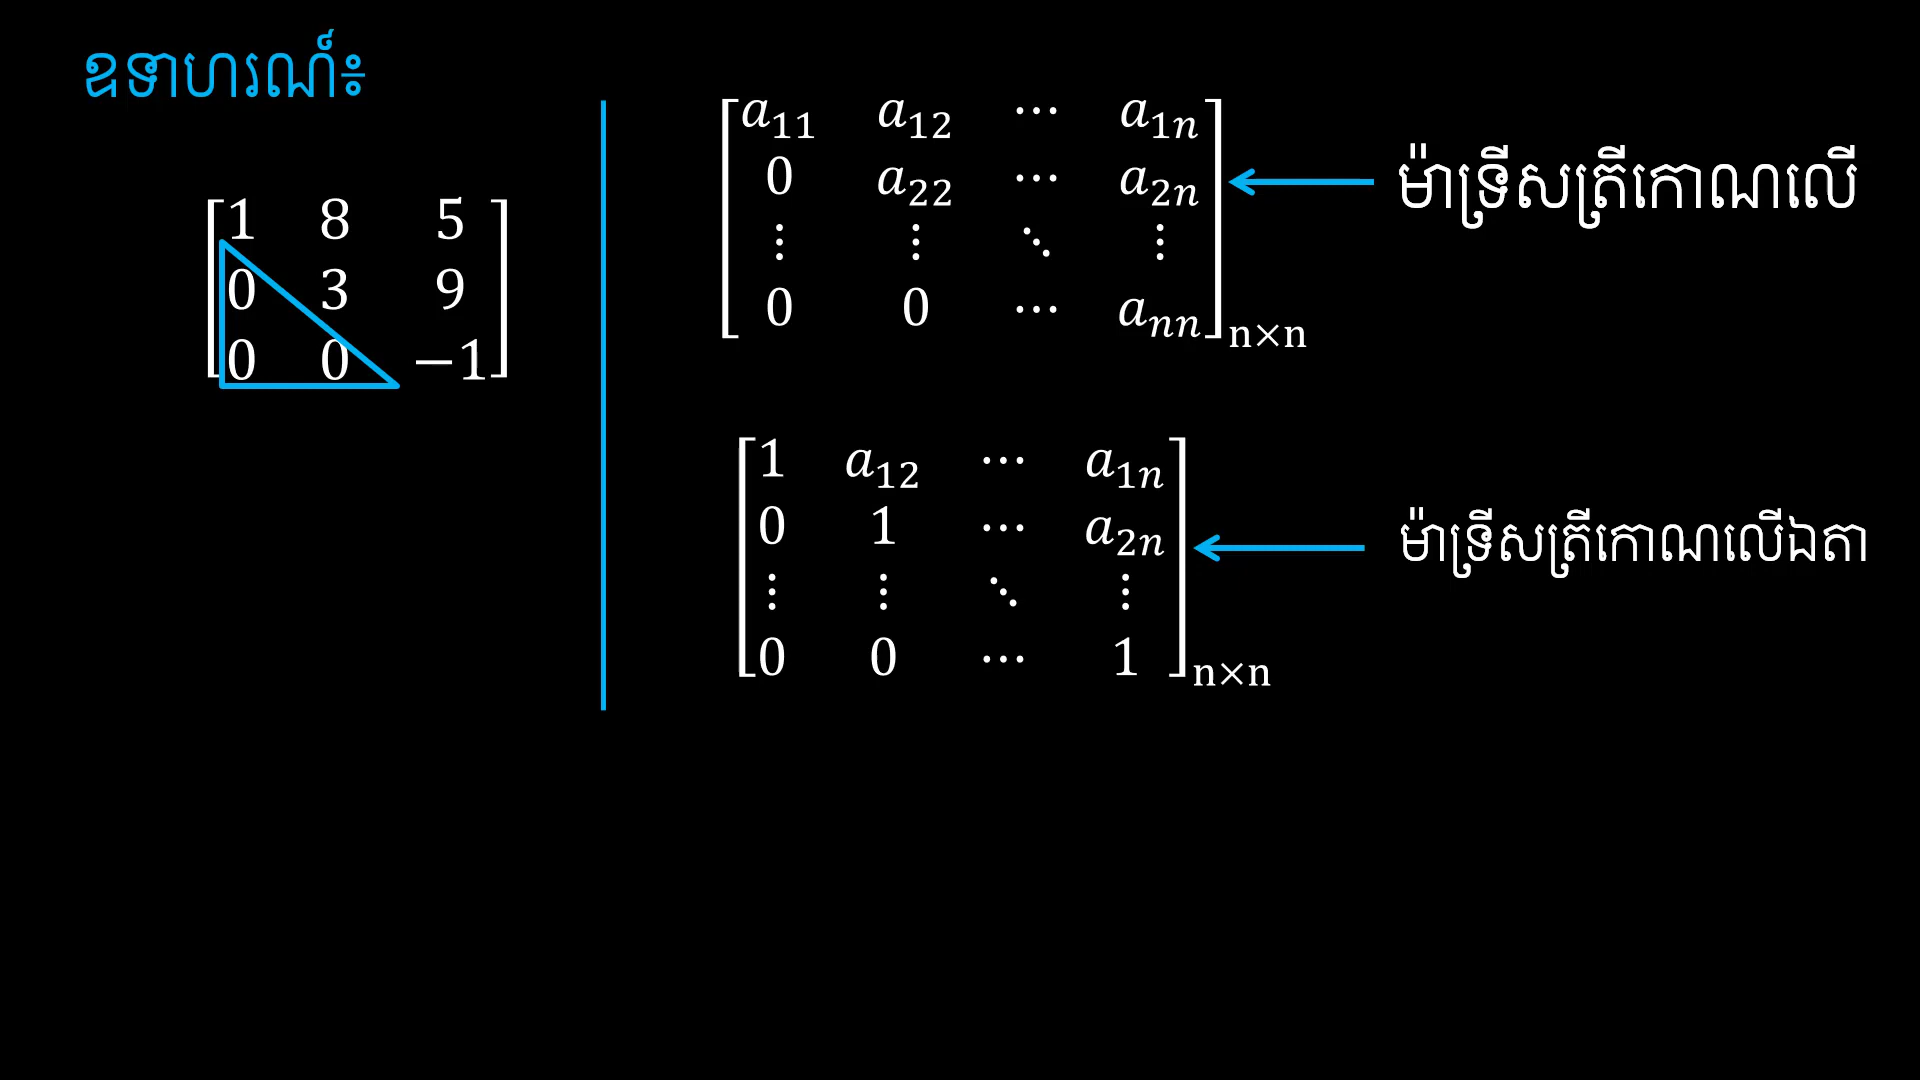 ឧទាហរណ៍៖
1 8 5
0 3 9
0 0 −1
a₁₁ a₁₂ ⋯ a₁ₙ
0 a₂₂ ⋯ a₂ₙ
⋮ ⋮ ⋱ ⋮
0 0 ⋯ aₙₙ
n×n
ម៉ាទ្រីសត្រីកោណលើ
1 a₁₂ ⋯ a₁ₙ
0 1 ⋯ a₂ₙ
⋮ ⋮ ⋱ ⋮
0 0 ⋯ 1
n×n
ម៉ាទ្រីសត្រីកោណលើឯតា